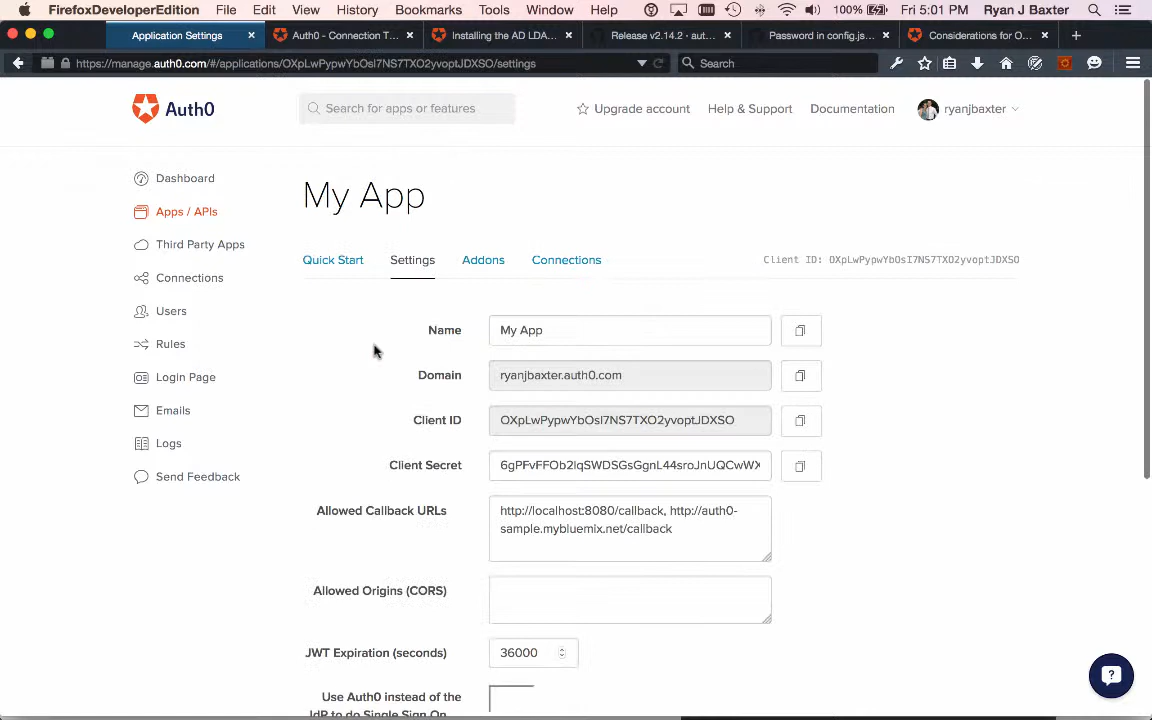 FirefoxDeveloperEdition File Edit View History Bookmarks Tools Window Help 100% Fri 5:01 PM Ryan J Baxter
Application Settings Auth0 - Connection T... Installing the AD LDA... Release v2.14.2 · aut... Password in config.js... Considerations for O...
https://manage.auth0.com/#/applications/OXpLwPypwYbOsI7NS7TXO2yvoptJDXSO/settings Search
Auth0 Search for apps or features Upgrade account Help & Support Documentation ryanjbaxter
Dashboard
Apps / APIs
Third Party Apps
Connections
Users
Rules
Login Page
Emails
Logs
Send Feedback
My App
Quick Start Settings Addons Connections Client ID: OXpLwPypwYbOsI7NS7TXO2yvoptJDXSO
Name My App
Domain ryanjbaxter.auth0.com
Client ID OXpLwPypwYbOsI7NS7TXO2yvoptJDXSO
Client Secret 6gPFvFFOb2IqSWDSGsGgnL44sroJnUQCwWX
Allowed Callback URLs http://localhost:8080/callback, http://auth0-
sample.mybluemix.net/callback
Allowed Origins (CORS)
JWT Expiration (seconds) 36000
Use Auth0 instead of the
IdP to do Single Sign On